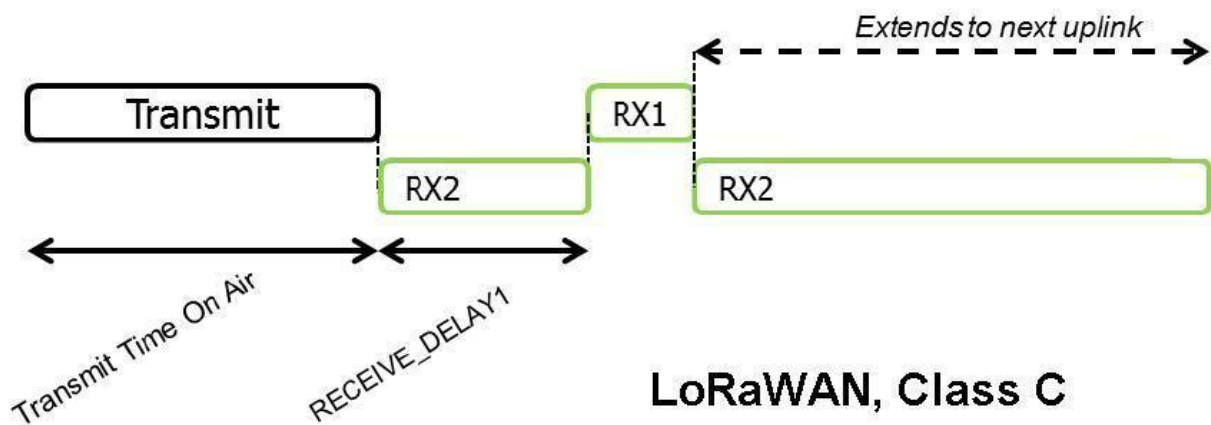 Extends to next uplink
Transmit
RX1
RX2
RX2
Transmit Time On Air
RECEIVE_DELAY1
LoRaWAN, Class C